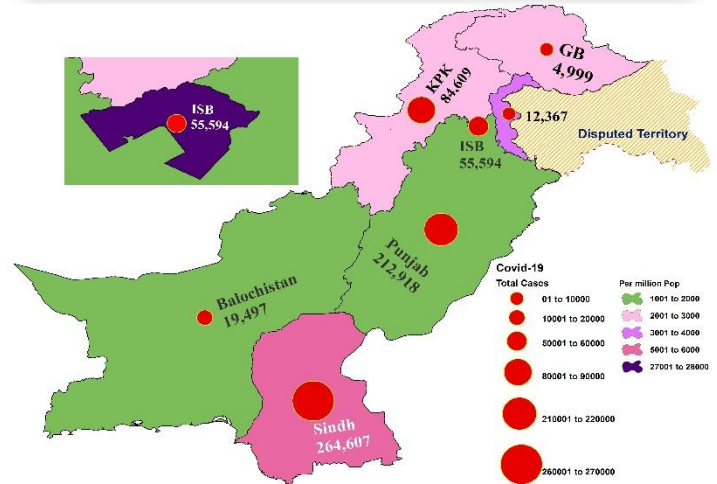 ISB
55,594
GB
4,999
KPK
84,609
12,367
Disputed Territory
ISB
55,594
Punjab
212,918
Balochistan
19,497
Sindh
264,607
Covid-19
Total Cases
01 to 10000
10001 to 20000
50001 to 60000
80001 to 90000
210001 to 220000
260001 to 270000
Per million Pop
1001 to 2000
2001 to 3000
3001 to 4000
5001 to 6000
27001 to 28000